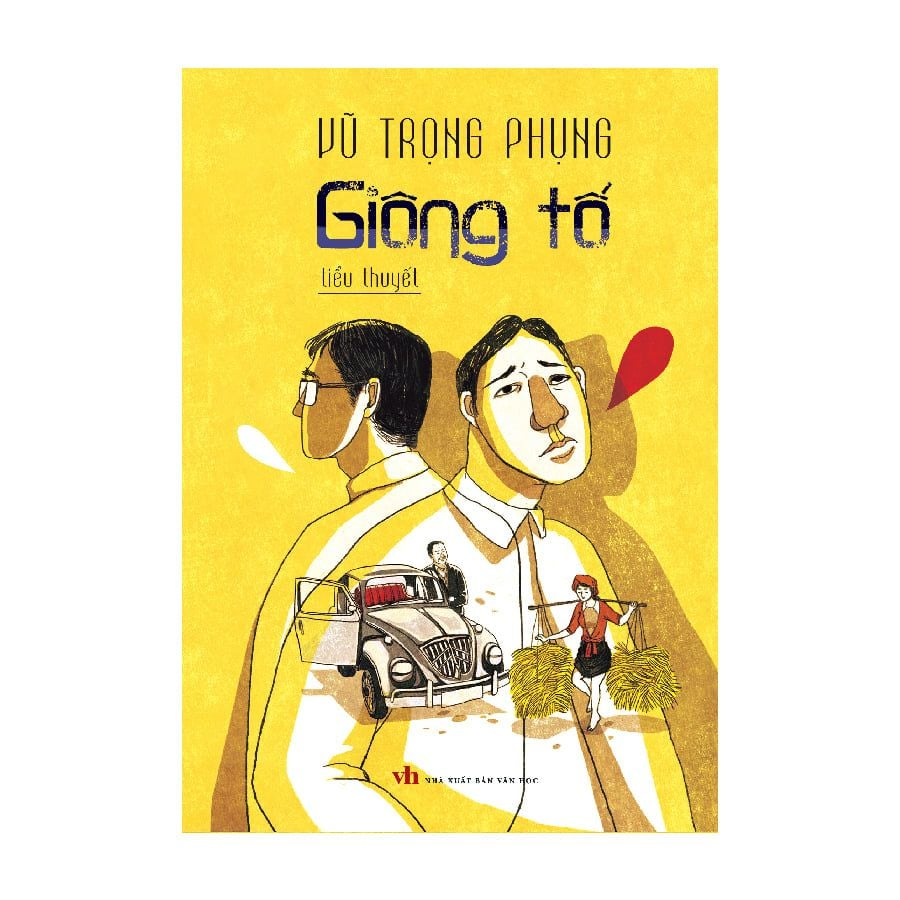 VŨ TRỌNG PHỤNG
Giông tố
tiểu thuyết
vh NHÀ XUẤT BẢN VĂN HỌC